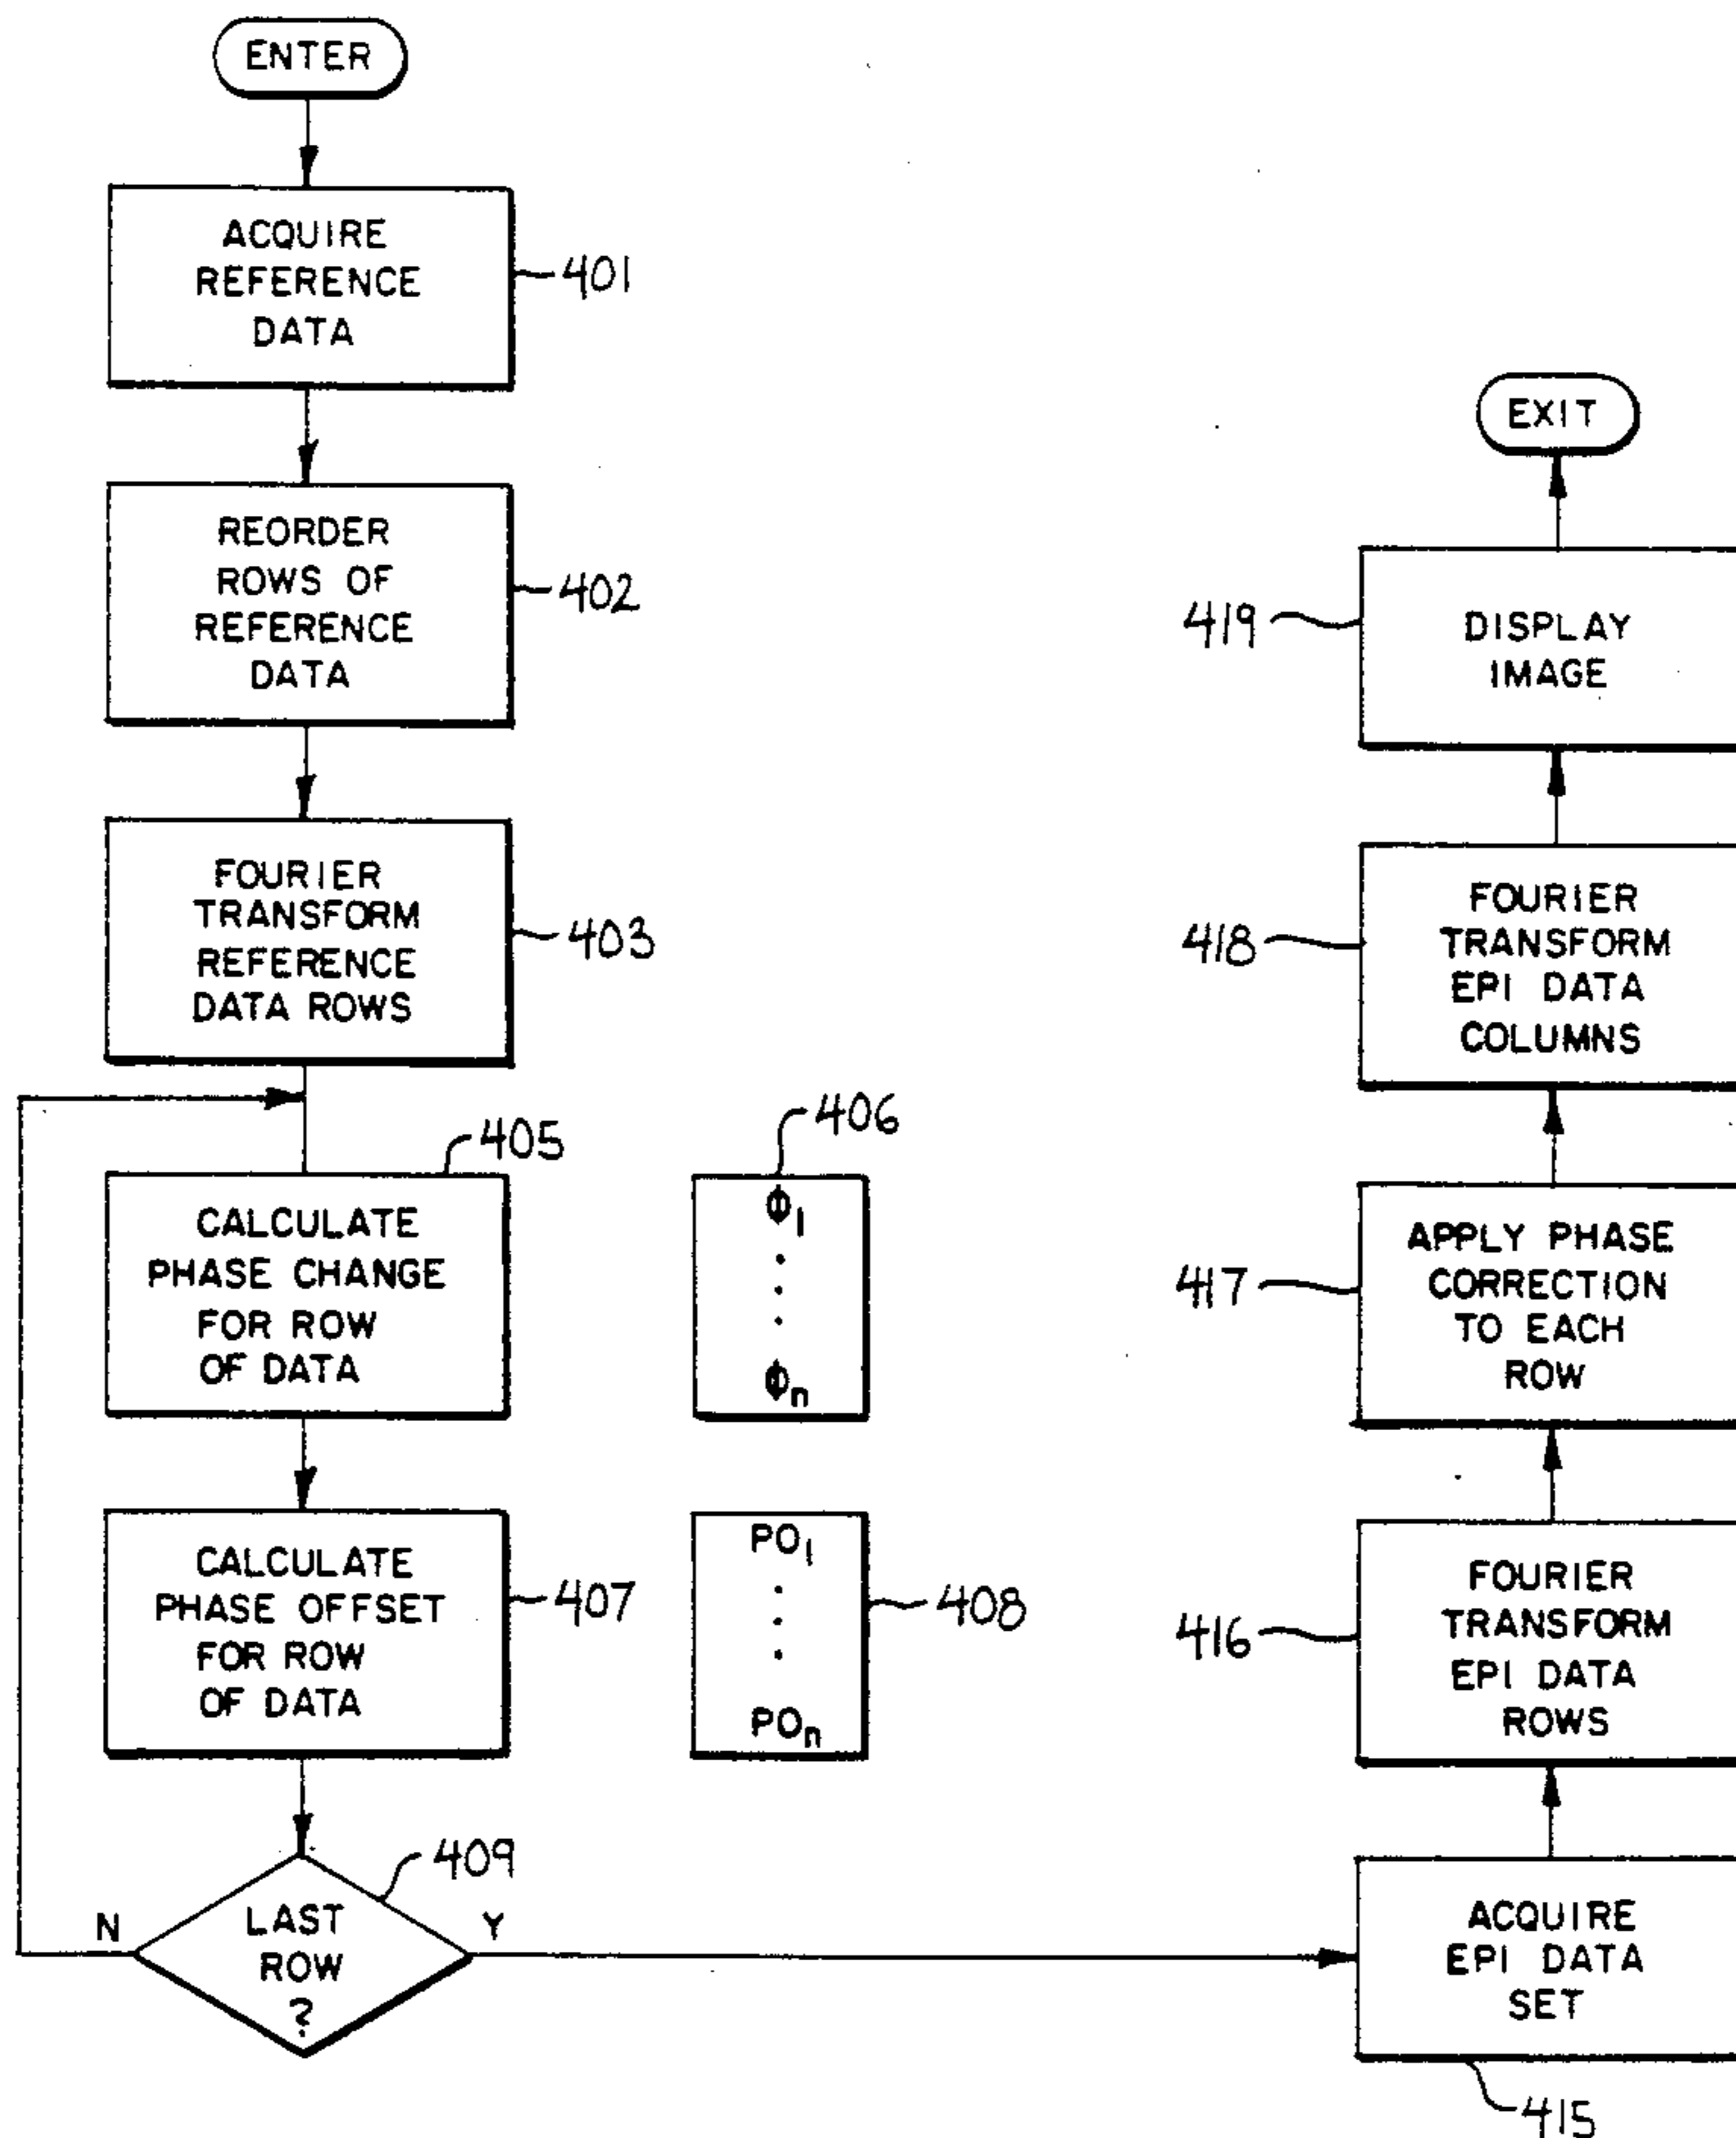 ENTER
ACQUIRE
REFERENCE
DATA
401
REORDER
ROWS OF
REFERENCE
DATA
402
FOURIER
TRANSFORM
REFERENCE
DATA ROWS
403
405
CALCULATE
PHASE CHANGE
FOR ROW
OF DATA
406
Φ₁
.
.
.
Φₙ
CALCULATE
PHASE OFFSET
FOR ROW
OF DATA
407
PO₁
.
.
.
POₙ
408
409
LAST
ROW
?
N
Y
ACQUIRE
EPI DATA
SET
415
FOURIER
TRANSFORM
EPI DATA
ROWS
416
APPLY PHASE
CORRECTION
TO EACH
ROW
417
FOURIER
TRANSFORM
EPI DATA
COLUMNS
418
DISPLAY
IMAGE
419
EXIT